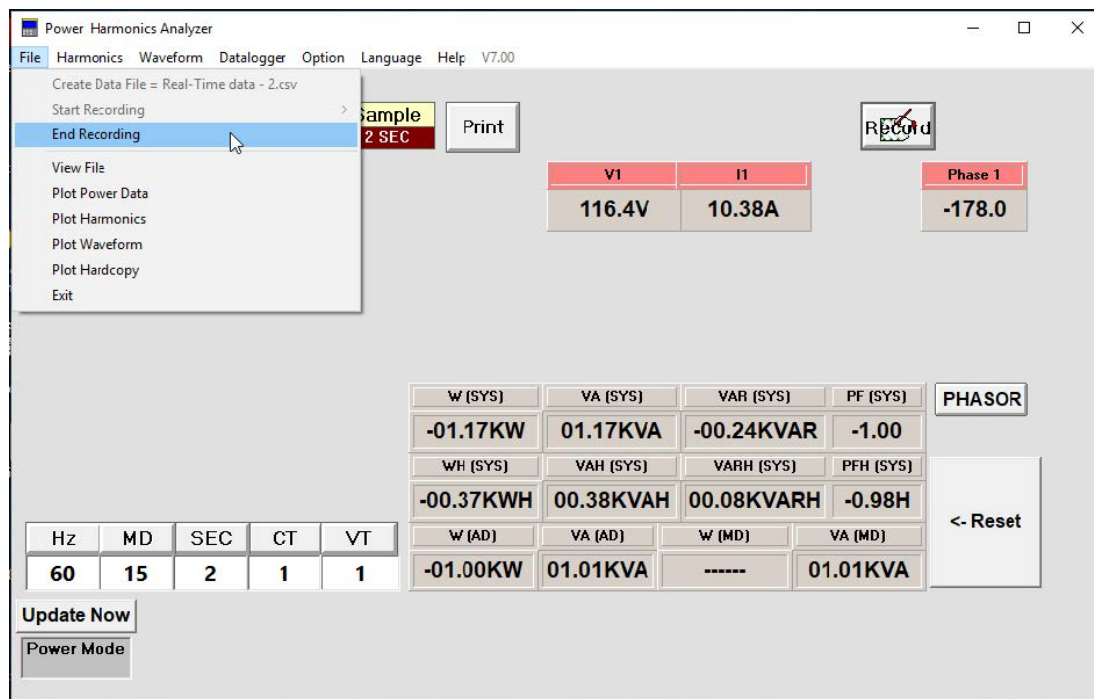 Power Harmonics Analyzer
File Harmonics Waveform Datalogger Option Language Help V7.00
Create Data File = Real-Time data - 2.csv
Start Recording
End Recording
View File
Plot Power Data
Plot Harmonics
Plot Waveform
Plot Hardcopy
Exit
Sample
2 SEC
Print
Record
V1 I1 Phase 1
116.4V 10.38A -178.0
W (SYS) VA (SYS) VAR (SYS) PF (SYS) PHASOR
-01.17KW 01.17KVA -00.24KVAR -1.00
WH (SYS) VAH (SYS) VARH (SYS) PFH (SYS)
-00.37KWH 00.38KVAH 00.08KVARH -0.98H
<- Reset
Hz MD SEC CT VT W (AD) VA (AD) W (MD) VA (MD)
60 15 2 1 1 -01.00KW 01.01KVA ------ 01.01KVA
Update Now
Power Mode